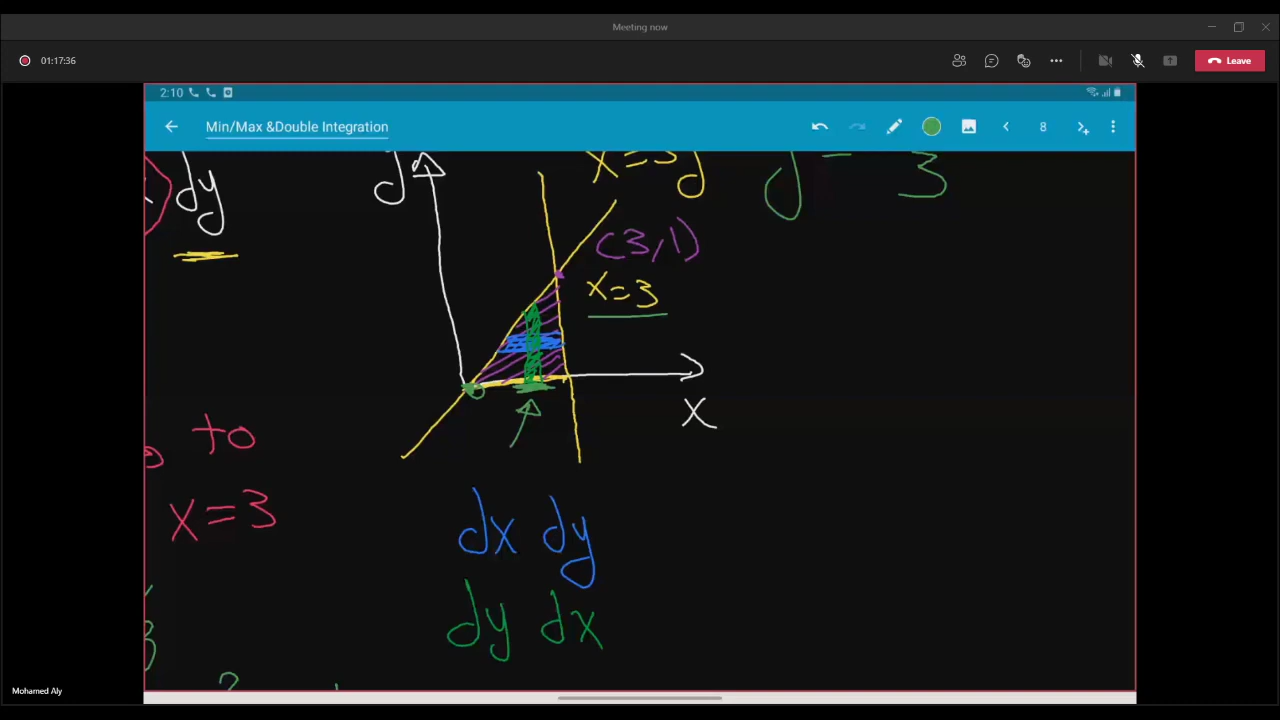 Meeting now
01:17:36
Leave
2:10
Min/Max &Double Integration
8
dy
y
x=3y
y = 3
(3,1)
x=3
x
to
x=3
dx dy
dy dx
Mohamed Aly